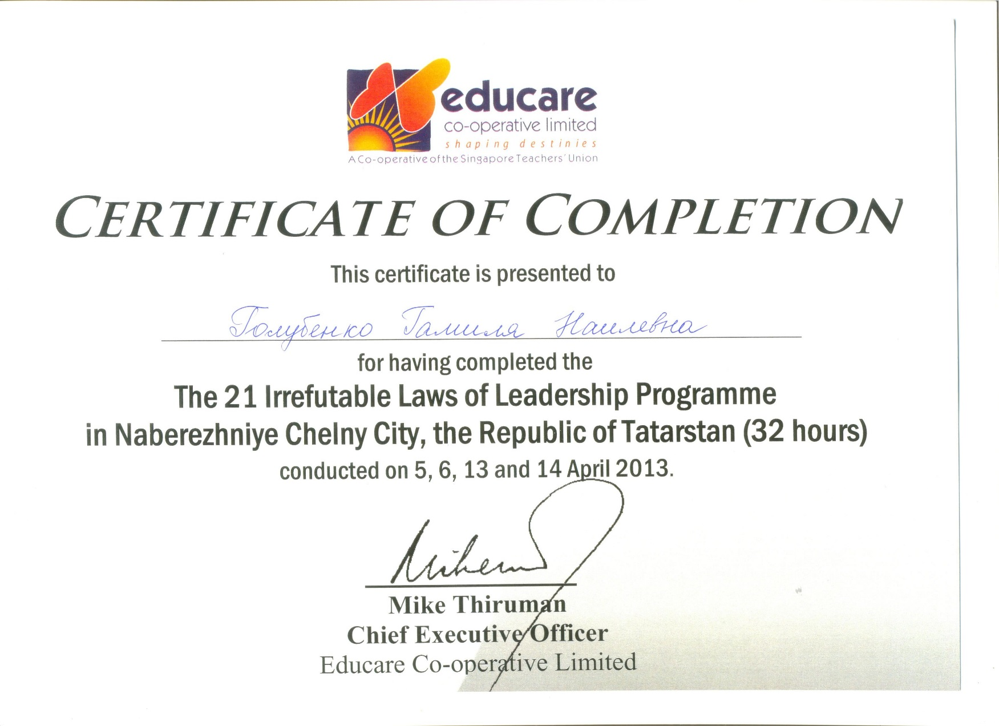 educare
co-operative limited
shaping destinies
A Co-operative of the Singapore Teachers' Union
CERTIFICATE OF COMPLETION
This certificate is presented to
Голубенко Гамиля Наилевна
for having completed the
The 21 Irrefutable Laws of Leadership Programme
in Naberezhniye Chelny City, the Republic of Tatarstan (32 hours)
conducted on 5, 6, 13 and 14 April 2013.
Mike Thiruman
Chief Executive Officer
Educare Co-operative Limited